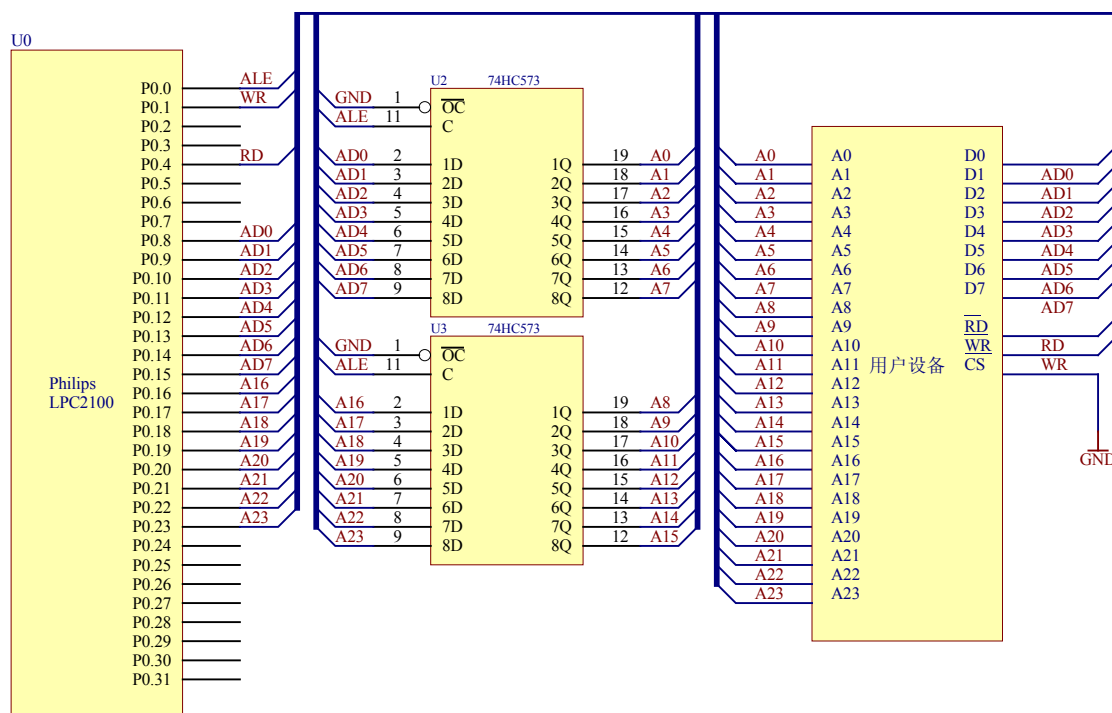 U0
P0.0 ALE
P0.1 WR
P0.2
P0.3
P0.4 RD
P0.5
P0.6
P0.7
P0.8 AD0
P0.9 AD1
P0.10 AD2
P0.11 AD3
P0.12 AD4
P0.13 AD5
P0.14 AD6
P0.15 AD7
P0.16 A16
P0.17 A17
P0.18 A18
P0.19 A19
P0.20 A20
P0.21 A21
P0.22 A22
P0.23 A23
P0.24
P0.25
P0.26
P0.27
P0.28
P0.29
P0.30
P0.31
Philips
LPC2100
U2 74HC573
GND 1 OC
ALE 11 C
AD0 2 1D 1Q 19 A0
AD1 3 2D 2Q 18 A1
AD2 4 3D 3Q 17 A2
AD3 5 4D 4Q 16 A3
AD4 6 5D 5Q 15 A4
AD5 7 6D 6Q 14 A5
AD6 8 7D 7Q 13 A6
AD7 9 8D 8Q 12 A7
U3 74HC573
GND 1 OC
ALE 11 C
A16 2 1D 1Q 19 A8
A17 3 2D 2Q 18 A9
A18 4 3D 3Q 17 A10
A19 5 4D 4Q 16 A11
A20 6 5D 5Q 15 A12
A21 7 6D 6Q 14 A13
A22 8 7D 7Q 13 A14
A23 9 8D 8Q 12 A15
A0 A0 D0
A1 A1 D1 AD0
A2 A2 D2 AD1
A3 A3 D3 AD2
A4 A4 D4 AD3
A5 A5 D5 AD4
A6 A6 D6 AD5
A7 A7 D7 AD6
A8 A8 AD7
A9 A9 RD
A10 A10 WR RD
A11 A11 用户设备 CS WR
A12 A12
A13 A13
A14 A14
A15 A15
A16 A16 GND
A17 A17
A18 A18
A19 A19
A20 A20
A21 A21
A22 A22
A23 A23